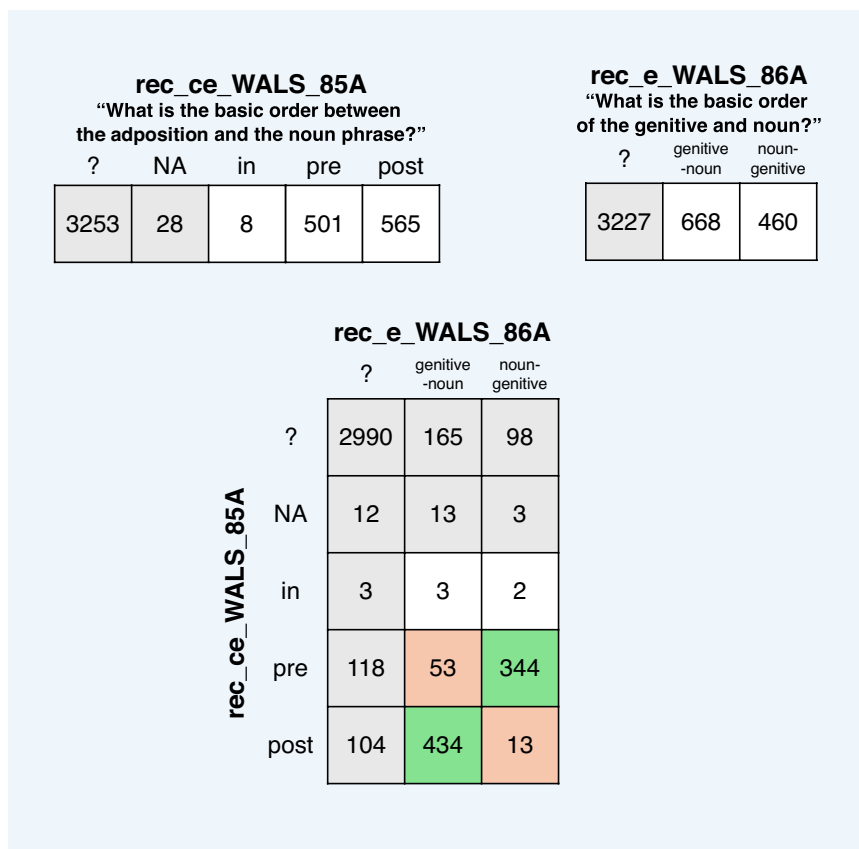 rec_ce_WALS_85A
“What is the basic order between
the adposition and the noun phrase?”
? NA in pre post
3253 28 8 501 565
rec_e_WALS_86A
“What is the basic order
of the genitive and noun?”
? genitive -noun noun- genitive
3227 668 460
rec_e_WALS_86A
? genitive -noun noun- genitive
rec_ce_WALS_85A
? 2990 165 98
NA 12 13 3
in 3 3 2
pre 118 53 344
post 104 434 13